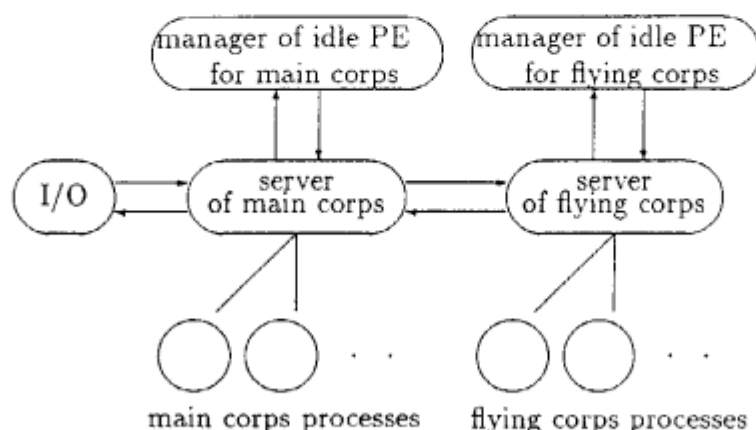 manager of idle PE
for main corps
manager of idle PE
for flying corps
I/O
server
of main corps
server
of flying corps
main corps processes
flying corps processes